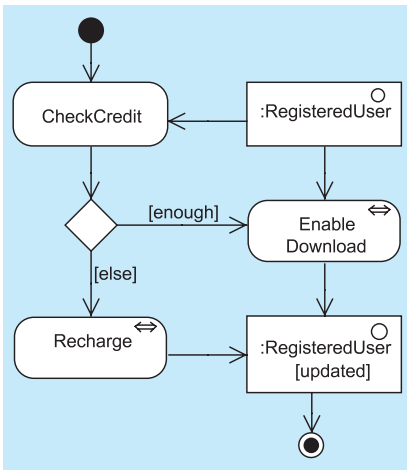 CheckCredit
:RegisteredUser
[enough]
Enable
Download
[else]
Recharge
:RegisteredUser
[updated]